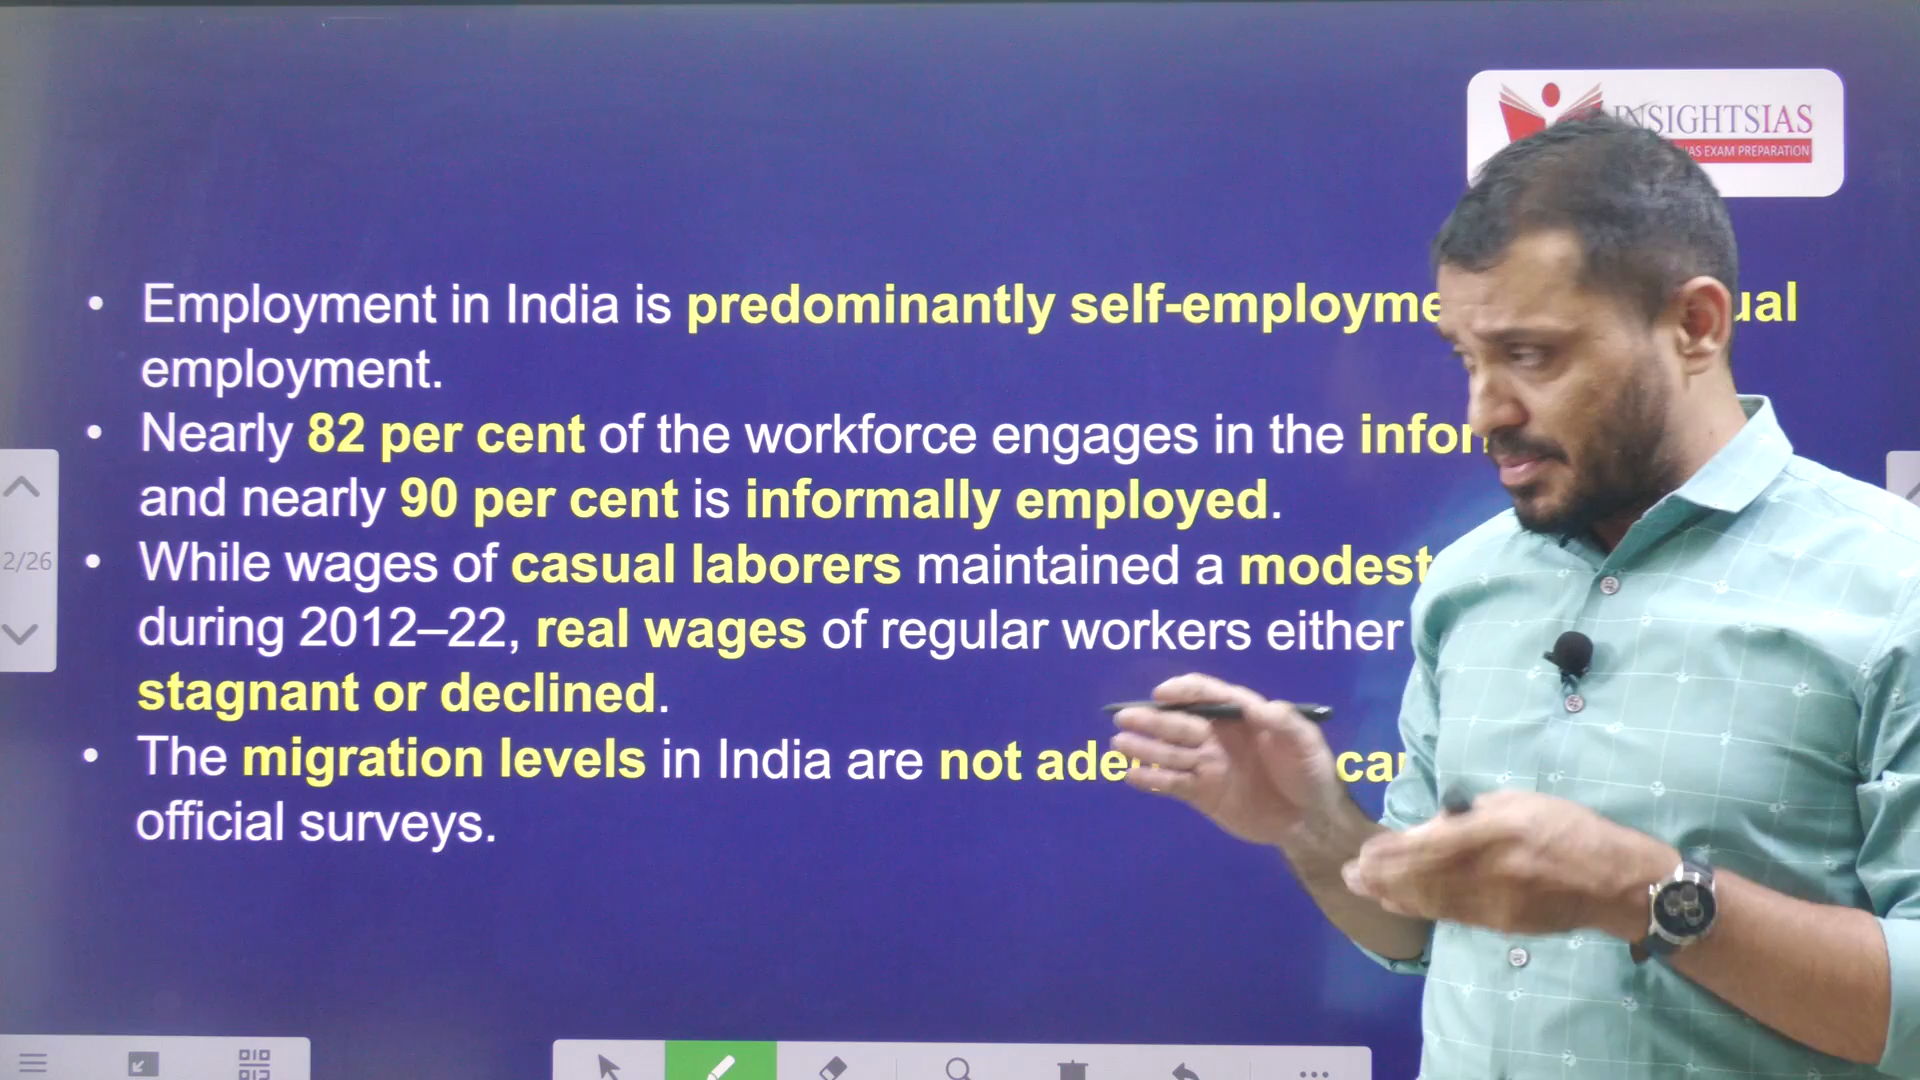 INSIGHTSIAS
IAS EXAM PREPARATION
• Employment in India is predominantly self-employme ual
employment.
• Nearly 82 per cent of the workforce engages in the infor
and nearly 90 per cent is informally employed.
• While wages of casual laborers maintained a modest
during 2012–22, real wages of regular workers either
stagnant or declined.
• The migration levels in India are not ade ca
official surveys.
2/26